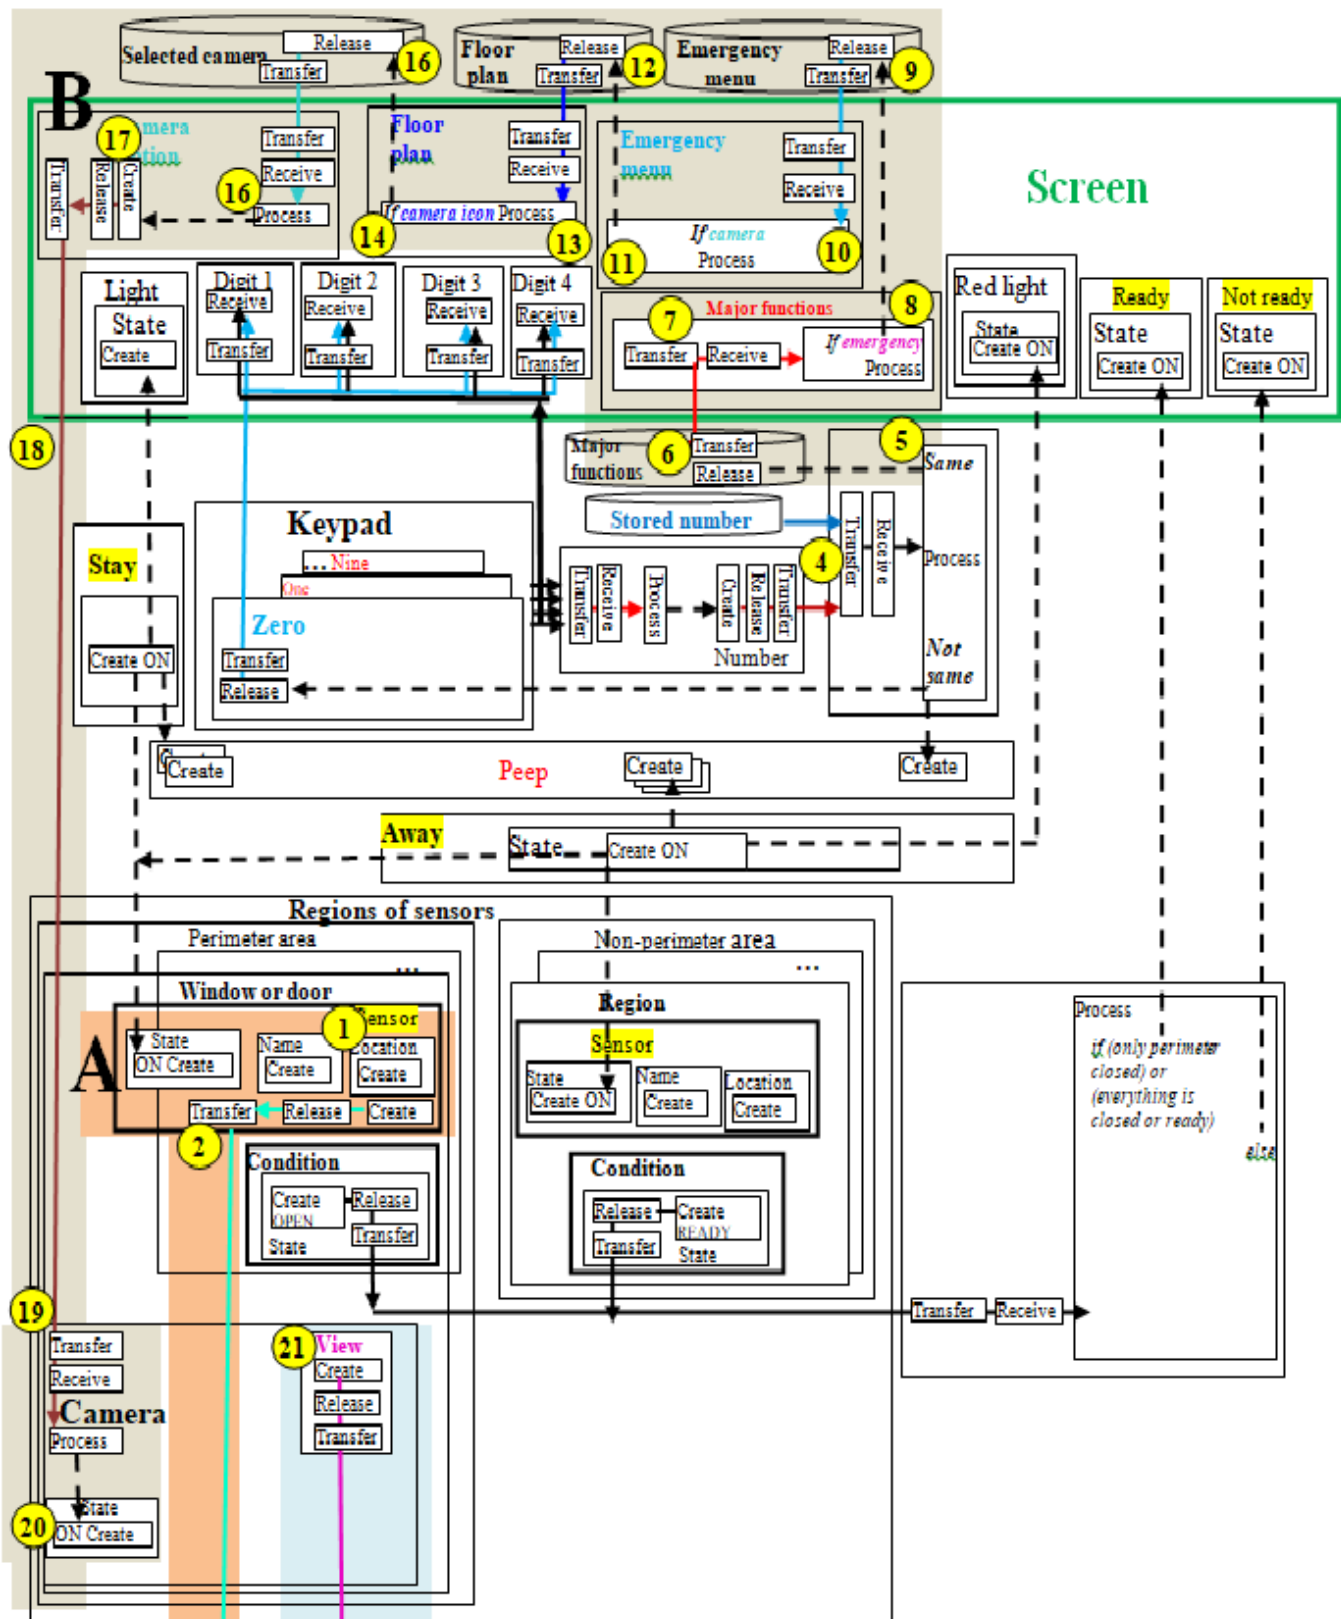 Selected camera
Release
Transfer
16
Floor
plan
Release
Transfer
12
Emergency
menu
Release
Transfer
9
B
17
mera
Transfer
Release
Create
Transfer
Receive
16
Process
Floor
plan
Transfer
Receive
If camera icon Process
14
13
Emergency
menu
Transfer
Receive
If camera
Process
11
10
Screen
Light
State
Create
Digit 1
Receive
Transfer
Digit 2
Receive
Transfer
Digit 3
Receive
Transfer
Digit 4
Receive
Transfer
Major functions
7
8
Transfer
Receive
If emergency
Process
Red light
State
Create ON
Ready
State
Create ON
Not ready
State
Create ON
18
Major
functions
6
Transfer
Release
5
Same
Stored number
Transfer
Receive
Process
Not
same
4
Stay
Create ON
Keypad
... Nine
One
Zero
Transfer
Release
Transfer
Receive
Process
Create
Release
Transfer
Number
Create
Peep
Create
Create
Away
State
Create ON
Regions of sensors
Perimeter area
...
Window or door
A
1
Sensor
State
ON Create
Name
Create
Location
Create
Transfer
Release
Create
2
Condition
Create
OPEN
Release
Transfer
State
Non-perimeter area
...
Region
Sensor
State
Create ON
Name
Create
Location
Create
Condition
Release
Create
READY
Transfer
State
Process
if (only perimeter
closed) or
(everything is
closed or ready)
else
Transfer
Receive
19
Transfer
Receive
Camera
Process
State
20
ON Create
21
View
Create
Release
Transfer